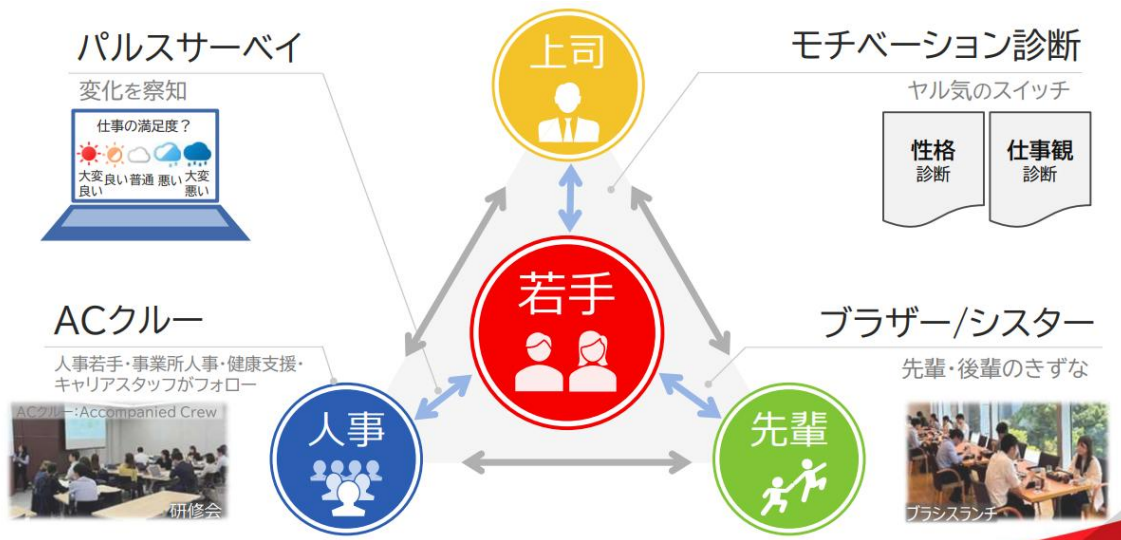 パルスサーベイ
変化を察知
仕事の満足度？
大変良い
良い
普通
悪い
大変悪い
上司
モチベーション診断
ヤル気のスイッチ
性格
診断
仕事観
診断
若手
ACクルー
人事若手・事業所人事・健康支援・
キャリアスタッフがフォロー
ACクルー：Accompanied Crew
研修会
人事
ブラザー/シスター
先輩・後輩のきずな
先輩
ブラシスランチ